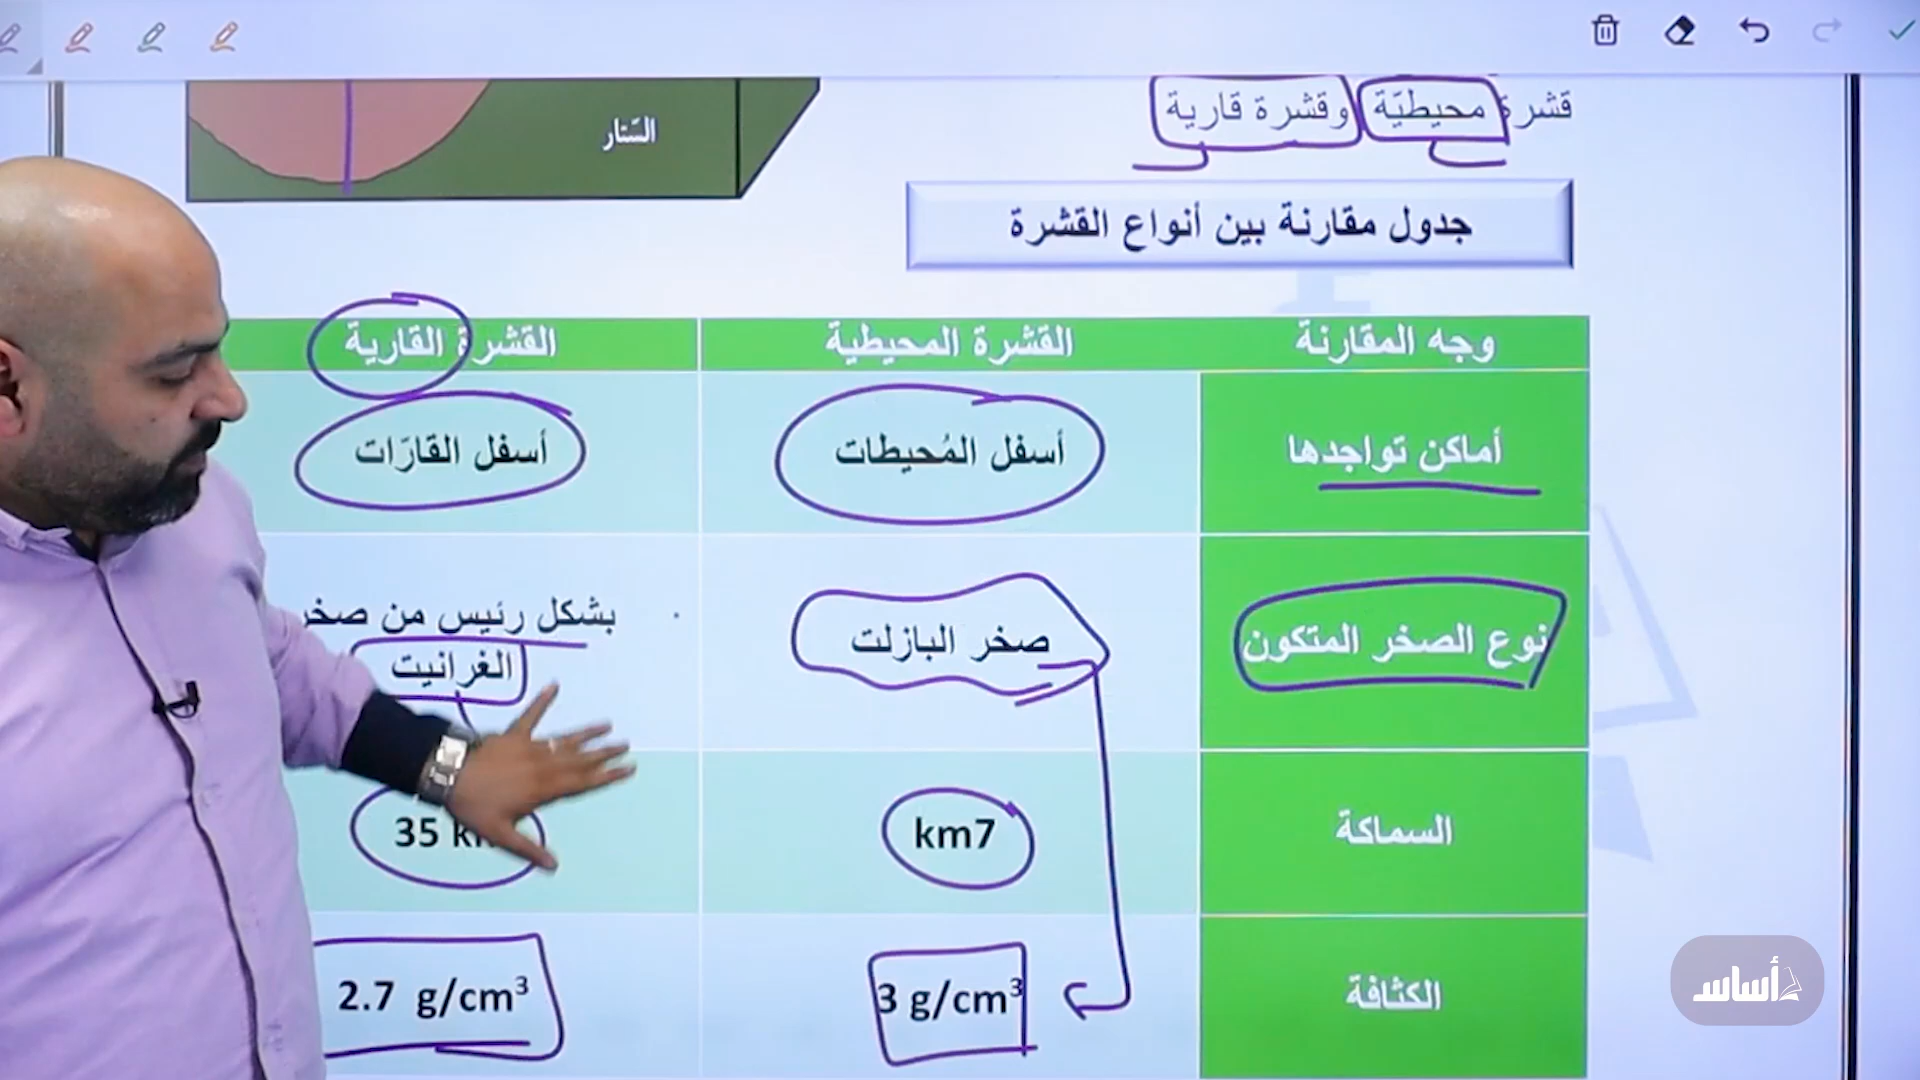 قشرة محيطيّة وقشرة قارية
السّتار
جدول مقارنة بين أنواع القشرة
وجه المقارنة القشرة المحيطية القشرة القارية
أماكن تواجدها أسفل المُحيطات أسفل القارّات
نوع الصخر المتكون صخر البازلت بشكل رئيس من صخر
الغرانيت
السماكة km7 35
الكثافة 3 g/cm³ 2.7 g/cm³
أساس